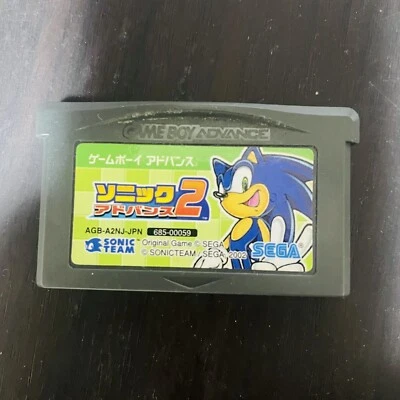 GAME BOY ADVANCE
ゲームボーイ アドバンス
ソニック
アドバンス2
TM
AGB-A2NJ-JPN 685-00059
SONIC TEAM
Original Game © SEGA
© SONICTEAM / SEGA, 2002
SEGA